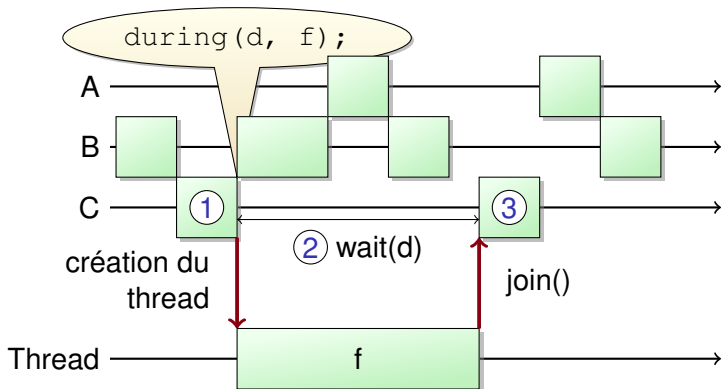 during(d, f);
A
B
C
1
3
2 wait(d)
création du
thread
join()
Thread
f